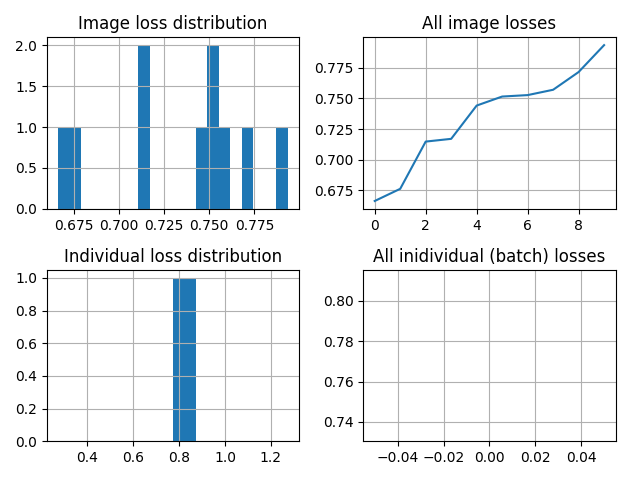 Image loss distribution
2.0
1.5
1.0
0.5
0.0
0.675 0.700 0.725 0.750 0.775
All image losses
0.775
0.750
0.725
0.700
0.675
0 2 4 6 8
Individual loss distribution
1.0
0.8
0.6
0.4
0.2
0.0
0.4 0.6 0.8 1.0 1.2
All inidividual (batch) losses
0.80
0.78
0.76
0.74
−0.04 −0.02 0.00 0.02 0.04